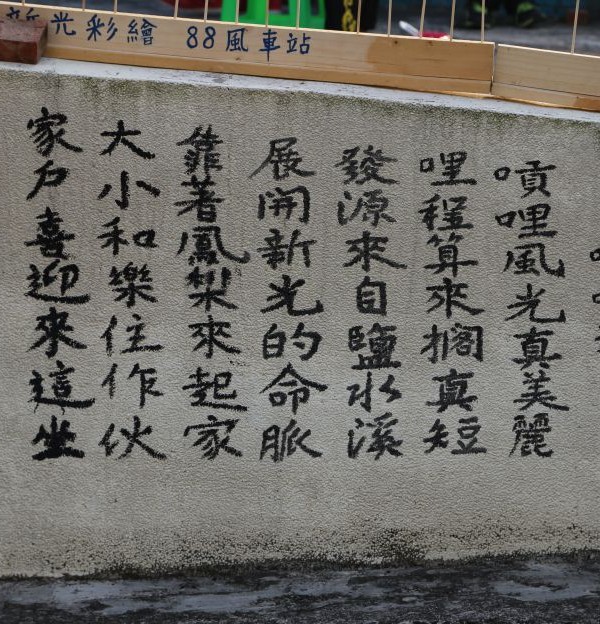 新光彩繪 88風車站
嘪哩風光真美麗
哩程算來擱真短
發源來自鹽水溪
展開新光的命脈
靠著鳳梨來起家
大小和樂住作伙
家戶喜迎來這坐